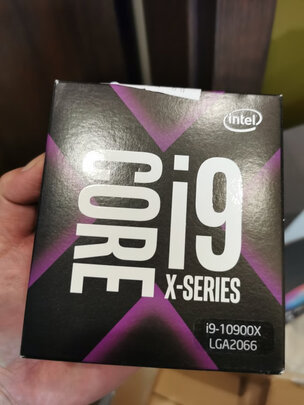 intel
CORE
i9
X-SERIES
i9-10900X
LGA2066